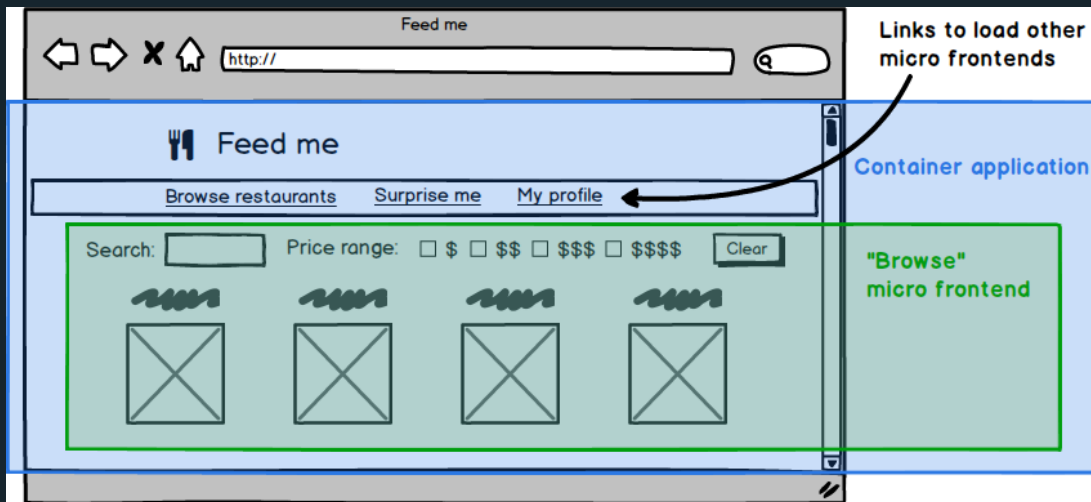 Feed me
http://
Links to load other
micro frontends
Feed me
Container application
Browse restaurants Surprise me My profile
Search: Price range: $ $$ $$$ $$$$ Clear
"Browse"
micro frontend